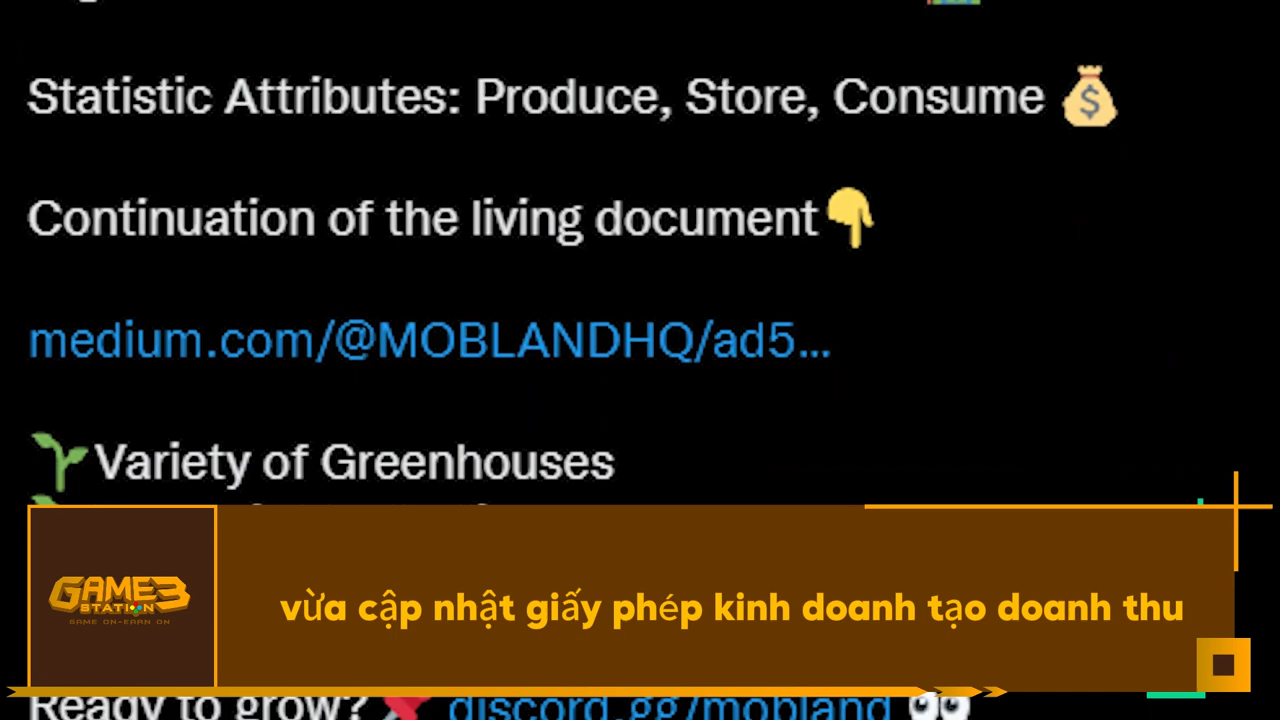 Statistic Attributes: Produce, Store, Consume 💰
Continuation of the living document👇
medium.com/@MOBLANDHQ/ad5...
🌱Variety of Greenhouses
GAME3
STATION
GAME ON-EARN ON
vừa cập nhật giấy phép kinh doanh tạo doanh thu
Ready to grow? discord.gg/mobland 👀